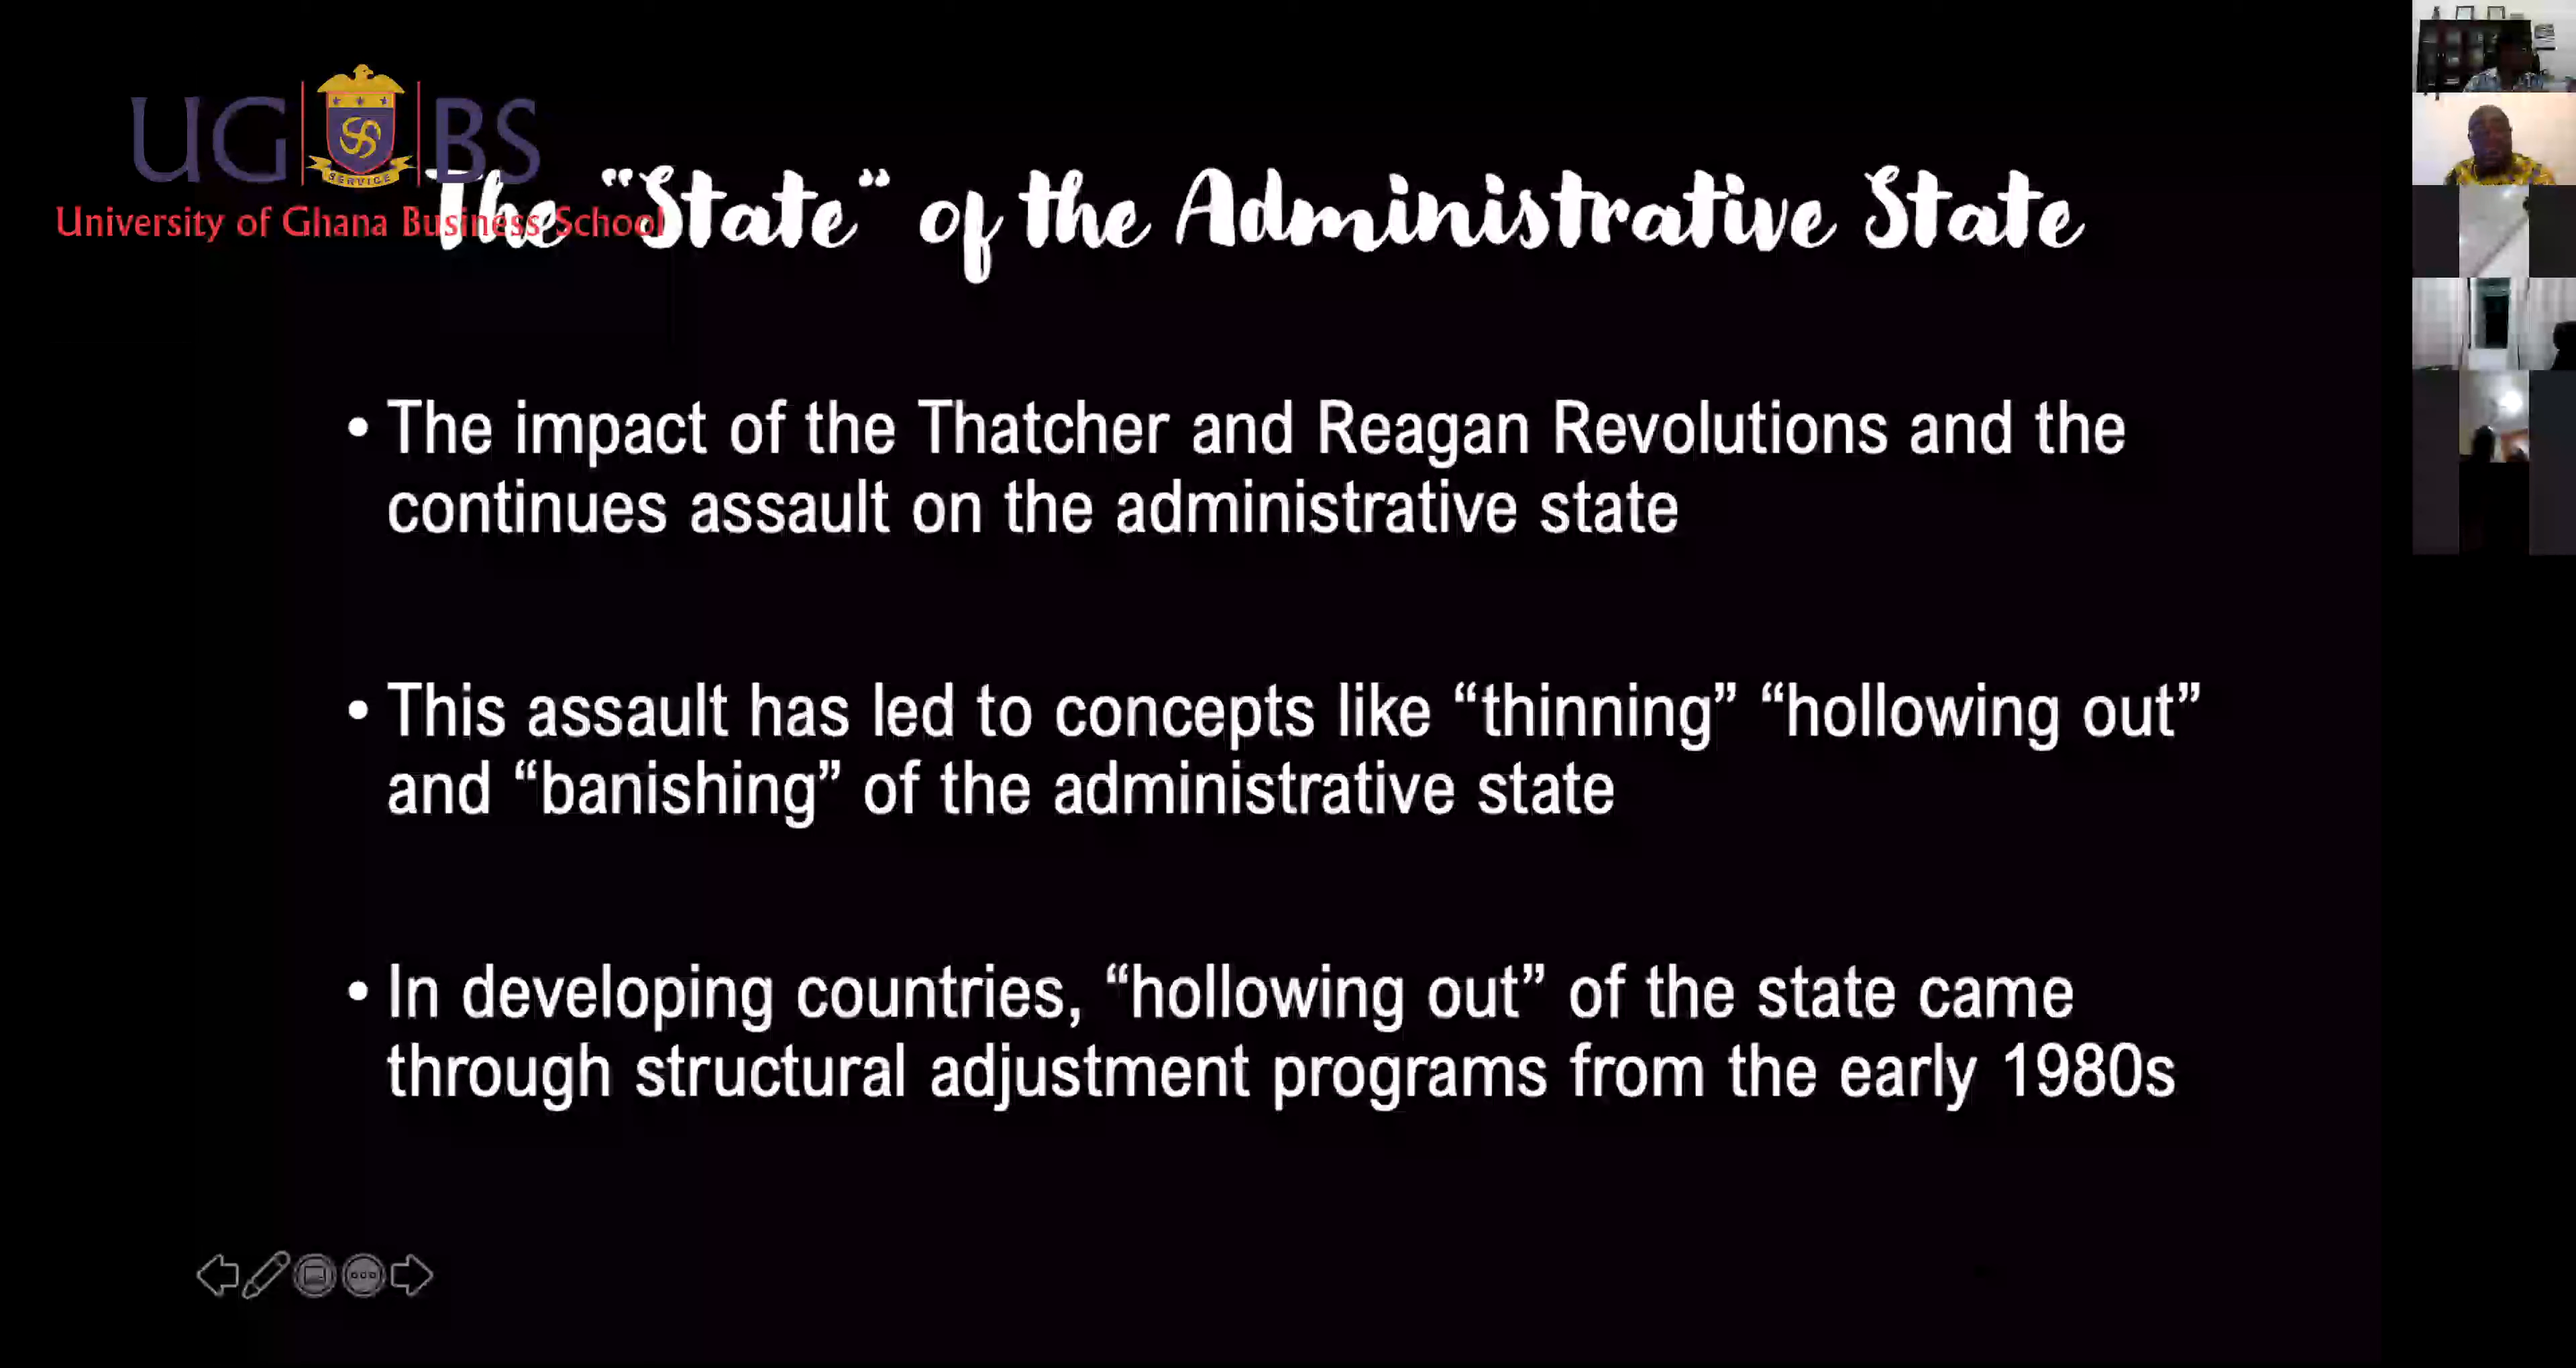 UG BS
SERVICE
University of Ghana Business School
The “State“ of the Administrative State
• The impact of the Thatcher and Reagan Revolutions and the
continues assault on the administrative state
• This assault has led to concepts like “thinning” “hollowing out”
and “banishing” of the administrative state
• In developing countries, “hollowing out” of the state came
through structural adjustment programs from the early 1980s